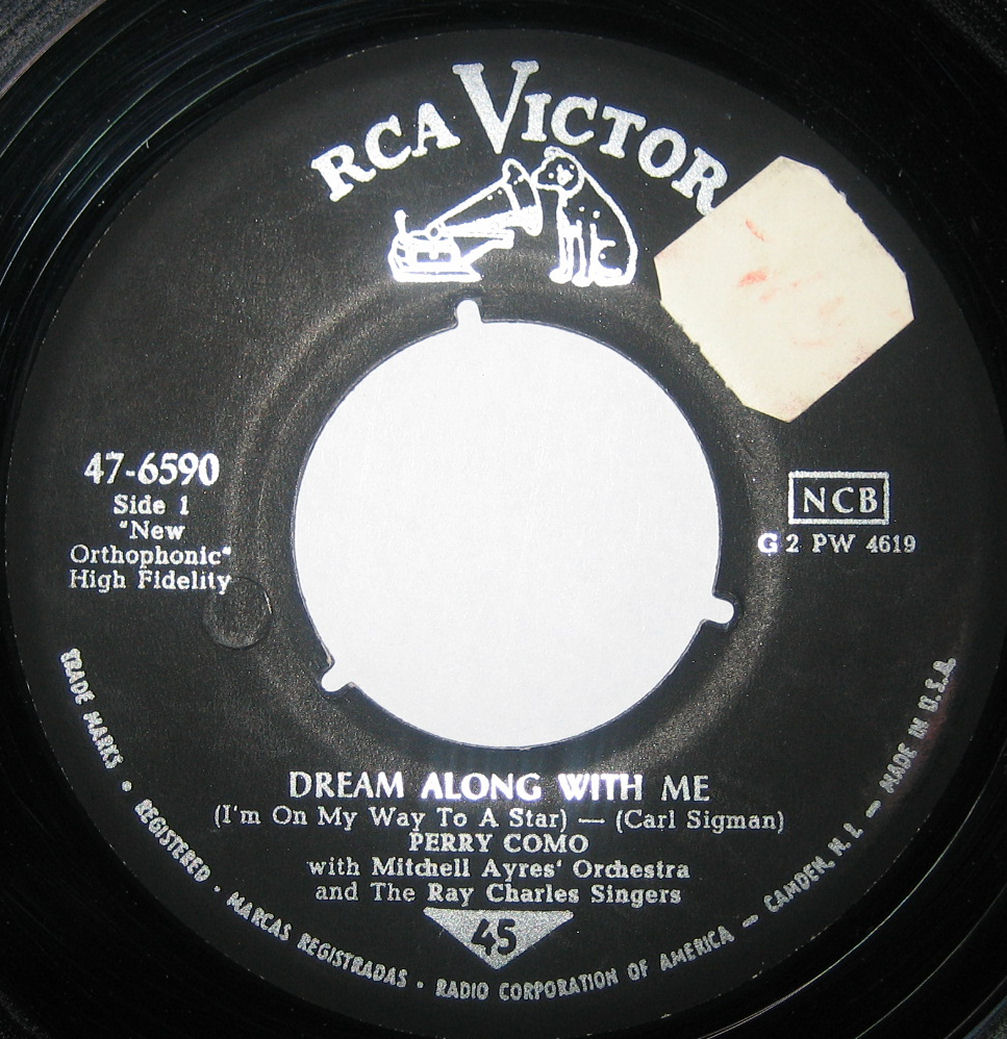 RCA VICTOR
47-6590
Side 1
"New
Orthophonic"
High Fidelity
NCB
G2 PW 4619
DREAM ALONG WITH ME
(I'm On My Way To A Star) — (Carl Sigman)
PERRY COMO
with Mitchell Ayres' Orchestra
and The Ray Charles Singers
45
TRADE MARKS • REGISTERED • MARCAS REGISTRADAS • RADIO CORPORATION OF AMERICA — CAMDEN, N. J. — MADE IN U.S.A.